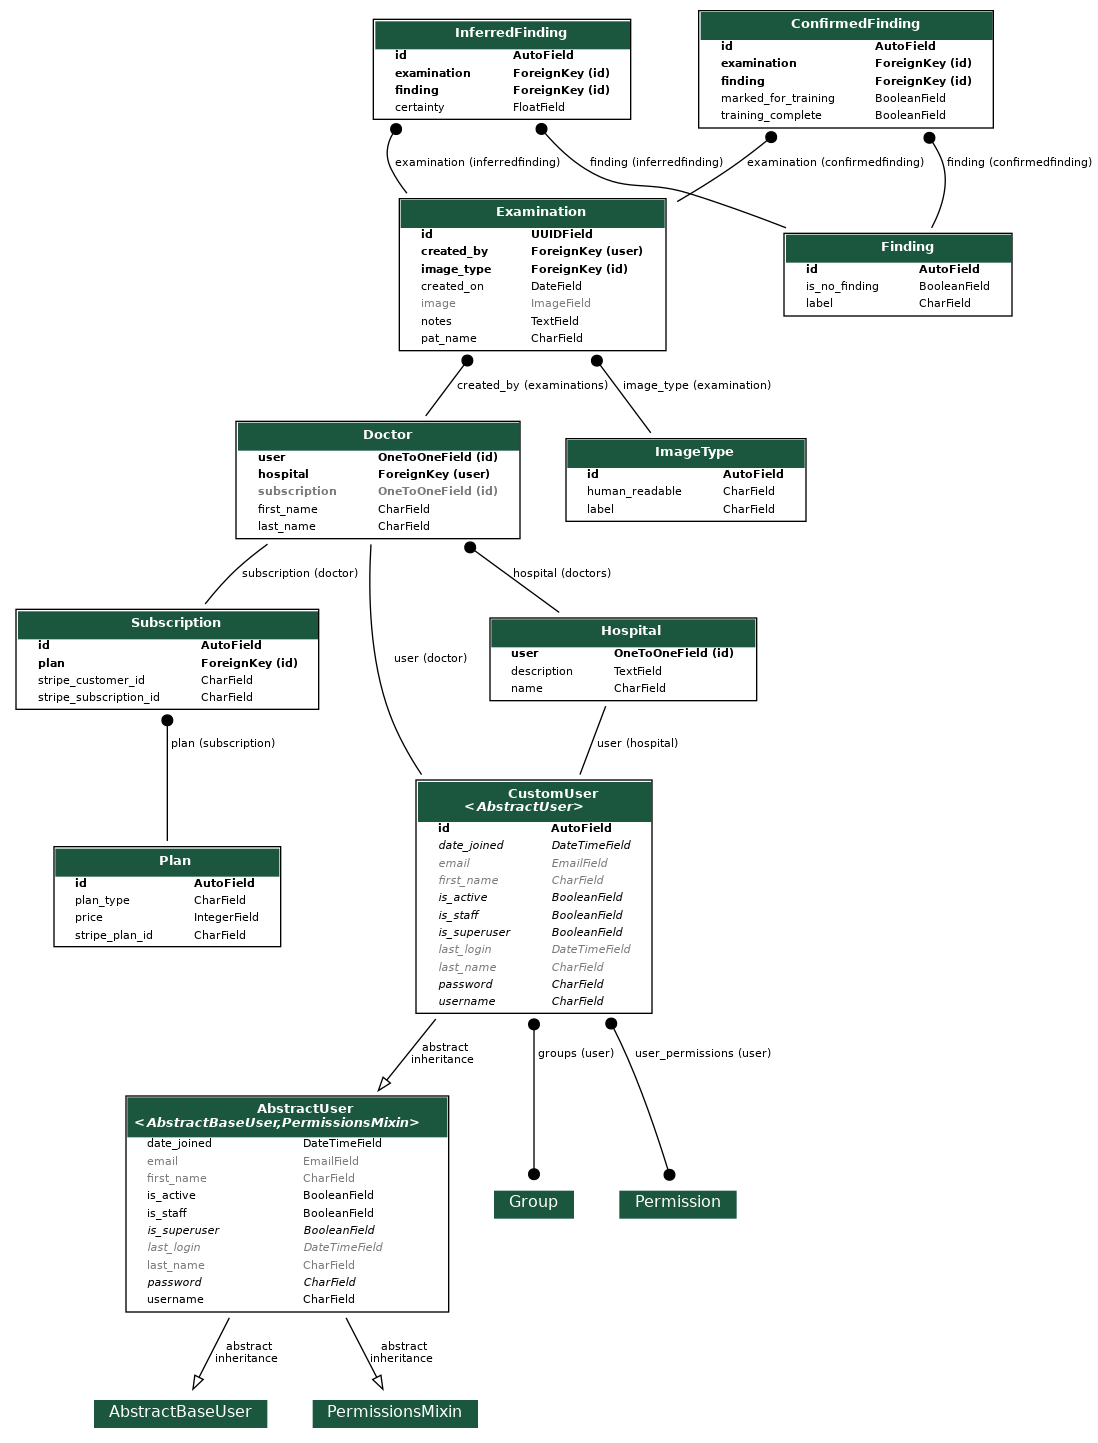 InferredFinding
id AutoField
examination ForeignKey (id)
finding ForeignKey (id)
certainty FloatField
ConfirmedFinding
id AutoField
examination ForeignKey (id)
finding ForeignKey (id)
marked_for_training BooleanField
training_complete BooleanField
examination (inferredfinding)
finding (inferredfinding)
examination (confirmedfinding)
finding (confirmedfinding)
Examination
id UUIDField
created_by ForeignKey (user)
image_type ForeignKey (id)
created_on DateField
image ImageField
notes TextField
pat_name CharField
Finding
id AutoField
is_no_finding BooleanField
label CharField
created_by (examinations)
image_type (examination)
Doctor
user OneToOneField (id)
hospital ForeignKey (user)
subscription OneToOneField (id)
first_name CharField
last_name CharField
ImageType
id AutoField
human_readable CharField
label CharField
subscription (doctor)
hospital (doctors)
user (doctor)
Subscription
id AutoField
plan ForeignKey (id)
stripe_customer_id CharField
stripe_subscription_id CharField
Hospital
user OneToOneField (id)
description TextField
name CharField
plan (subscription)
user (hospital)
Plan
id AutoField
plan_type CharField
price IntegerField
stripe_plan_id CharField
CustomUser
<AbstractUser>
id AutoField
date_joined DateTimeField
email EmailField
first_name CharField
is_active BooleanField
is_staff BooleanField
is_superuser BooleanField
last_login DateTimeField
last_name CharField
password CharField
username CharField
abstract
inheritance
groups (user)
user_permissions (user)
AbstractUser
<AbstractBaseUser,PermissionsMixin>
date_joined DateTimeField
email EmailField
first_name CharField
is_active BooleanField
is_staff BooleanField
is_superuser BooleanField
last_login DateTimeField
last_name CharField
password CharField
username CharField
Group
Permission
abstract
inheritance
abstract
inheritance
AbstractBaseUser
PermissionsMixin